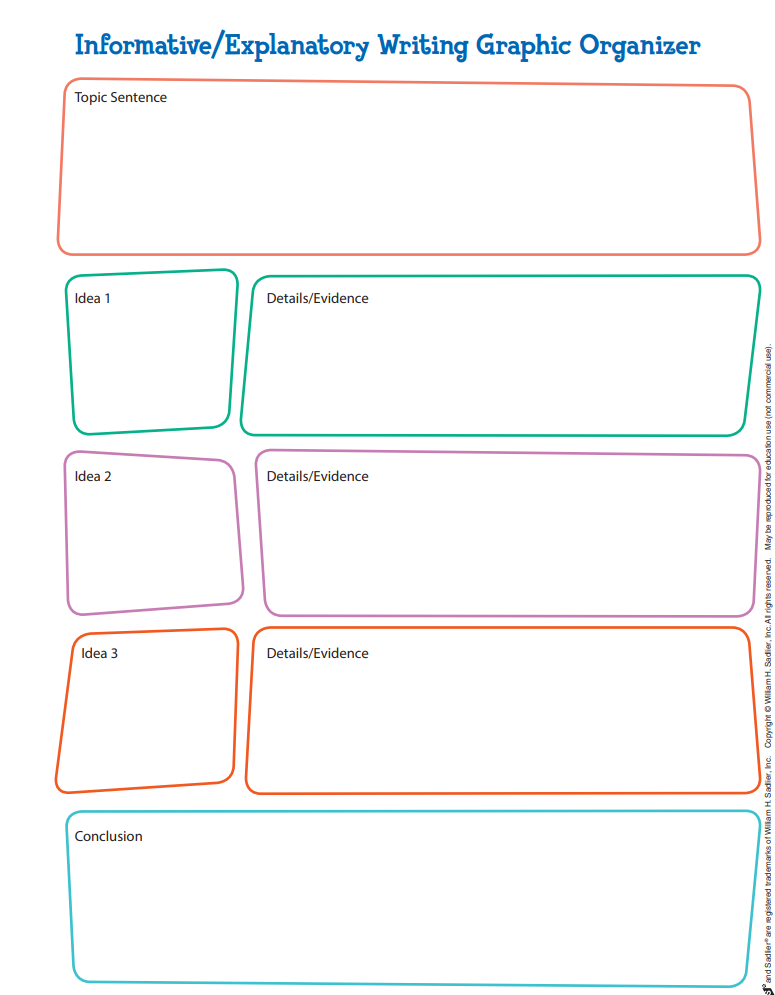 Informative/Explanatory Writing Graphic Organizer
Topic Sentence
Idea 1
Details/Evidence
Idea 2
Details/Evidence
Idea 3
Details/Evidence
Conclusion
® and Sadlier® are registered trademarks of William H. Sadlier, Inc. Copyright © William H. Sadlier, Inc. All rights reserved. May be reproduced for education use (not commercial use).